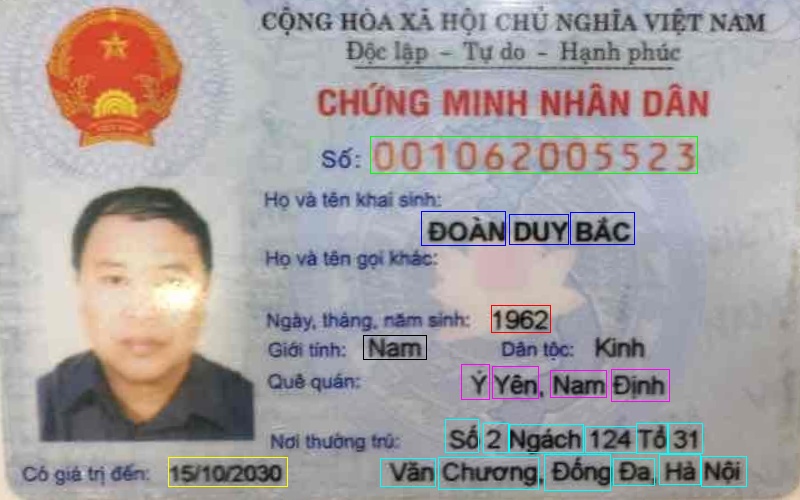 CỘNG HÒA XÃ HỘI CHỦ NGHĨA VIỆT NAM
Độc lập - Tự do - Hạnh phúc
CHỨNG MINH NHÂN DÂN
Số: 001062005523
Họ và tên khai sinh:
ĐOÀN DUY BẮC
Họ và tên gọi khác:
Ngày, tháng, năm sinh: 1962
Giới tính: Nam Dân tộc: Kinh
Quê quán: Ý Yên, Nam Định
Nơi thường trú: Số 2 Ngách 124 Tổ 31
Có giá trị đến: 15/10/2030 Văn Chương, Đống Đa, Hà Nội